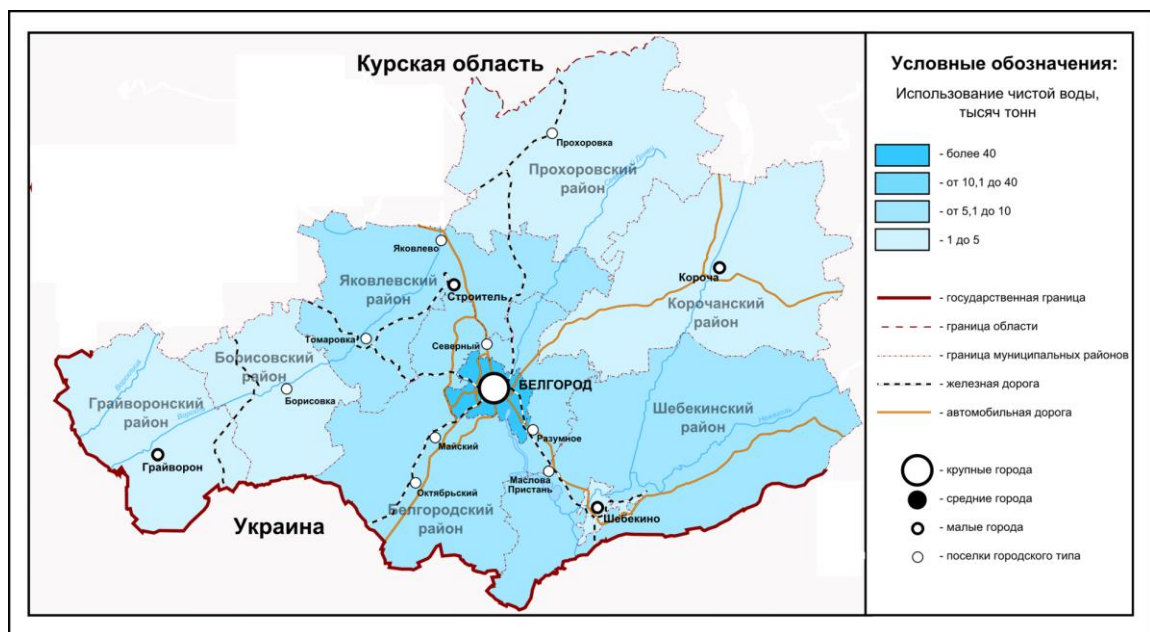 Курская область
Прохоровка
Прохоровский
район
Северский Донец
Яковлево
Яковлевский
район
Строитель
Короча
Корочанский
район
Томаровка
Северный
Борисовский
район
Борисовка
БЕЛГОРОД
Грайворонский
район
Грайворон
Ворскла
Шебекинский
район
Майский
Разумное
Маслова
Пристань
Октябрьский
Белгородский
район
Шебекино
Украина
Условные обозначения:
Использование чистой воды,
тысяч тонн
- более 40
- от 10,1 до 40
- от 5,1 до 10
- 1 до 5
- государственная граница
- граница области
- граница муниципальных районов
- железная дорога
- автомобильная дорога
- крупные города
- средние города
- малые города
- поселки городского типа